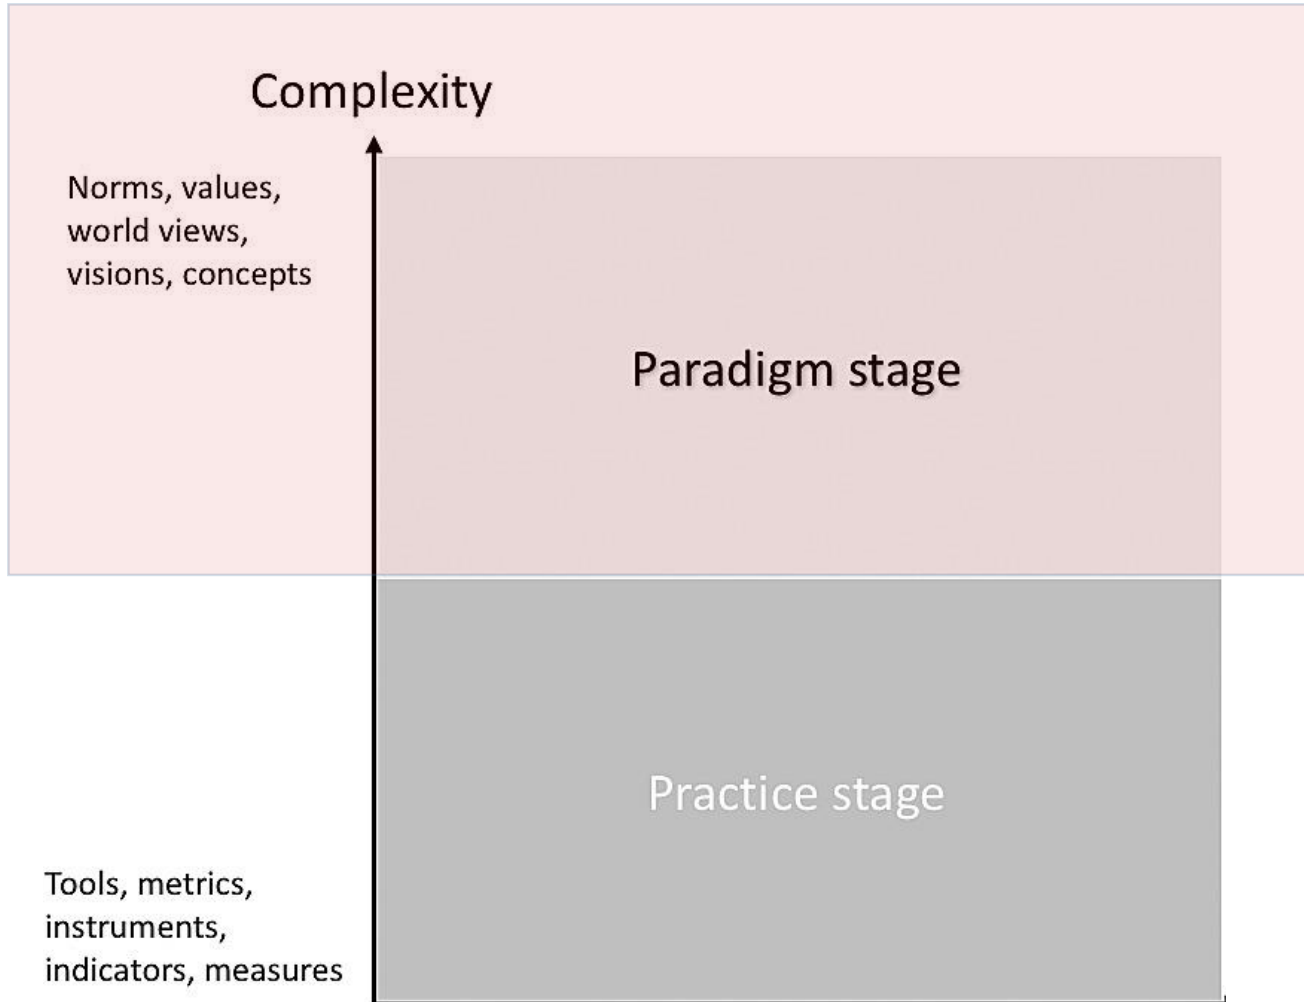 Complexity
Norms, values,
world views,
visions, concepts
Paradigm stage
Practice stage
Tools, metrics,
instruments,
indicators, measures